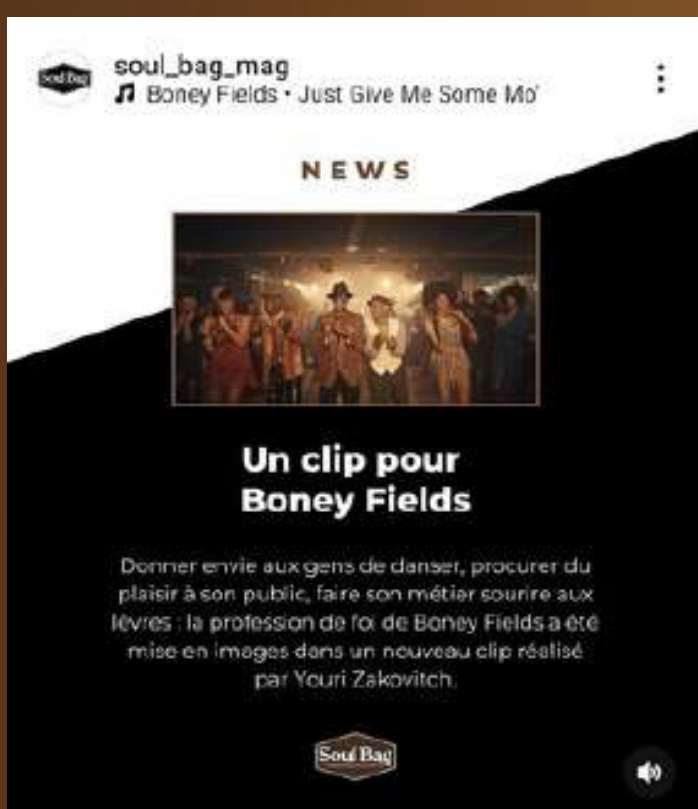 Soul Bag
soul_bag_mag
Boney Fields • Just Give Me Some Mo'
NEWS
Un clip pour
Boney Fields
Donner envie aux gens de danser, procurer du
plaisir à son public, faire son métier sourire aux
lèvres : la profession de foi de Boney Fields a été
mise en images dans un nouveau clip réalisé
par Youri Zakovitch.
Soul Bag